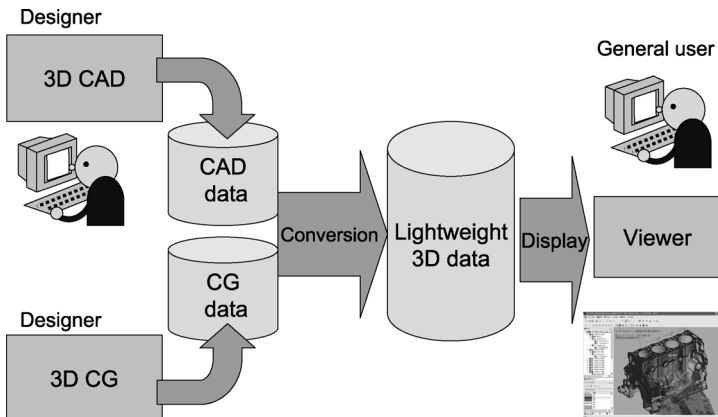 Designer
3D CAD
CAD
data
Conversion
CG
data
Designer
3D CG
Lightweight
3D data
Display
General user
Viewer